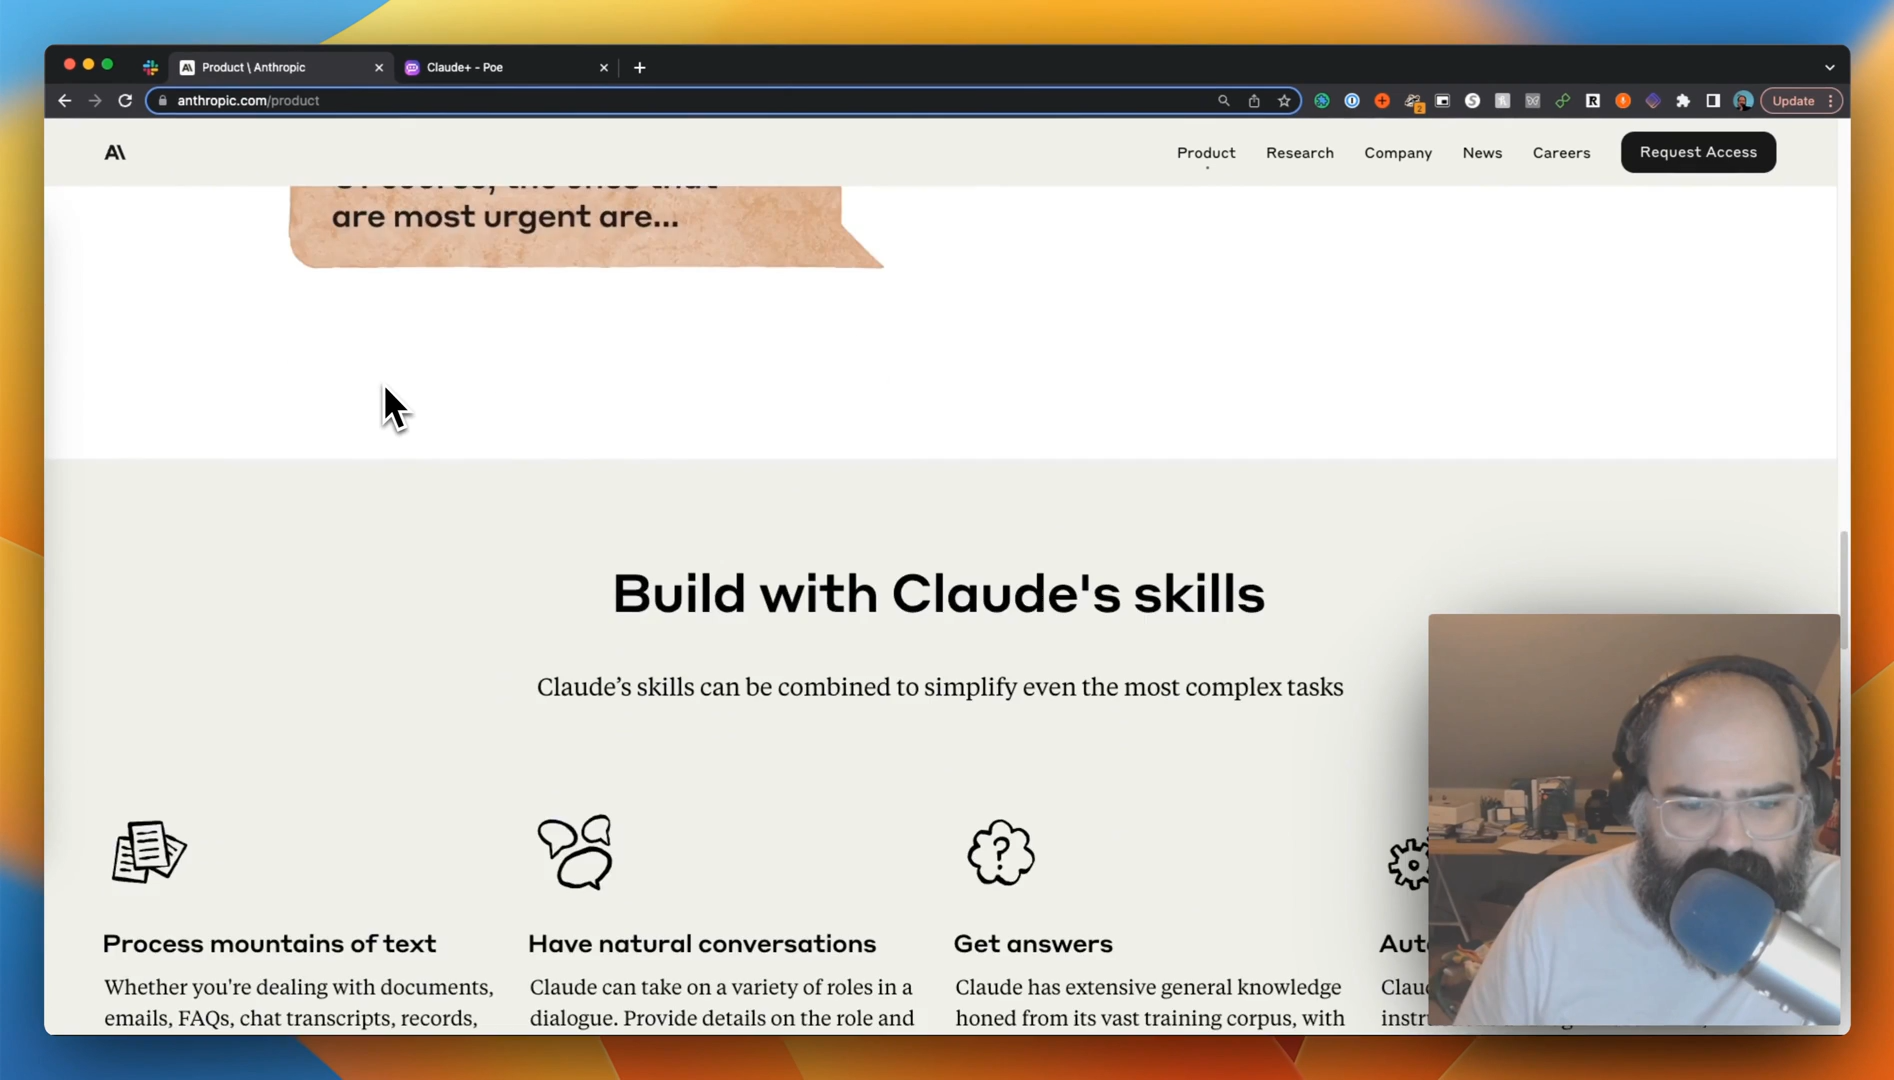 Product \ Anthropic
Claude+ - Poe
anthropic.com/product
2
Update
A\
Product
Research
Company
News
Careers
Request Access
are most urgent are...
Build with Claude's skills
Claude’s skills can be combined to simplify even the most complex tasks
Process mountains of text
Whether you're dealing with documents,
emails, FAQs, chat transcripts, records,
Have natural conversations
Claude can take on a variety of roles in a
dialogue. Provide details on the role and
Get answers
Claude has extensive general knowledge
honed from its vast training corpus, with